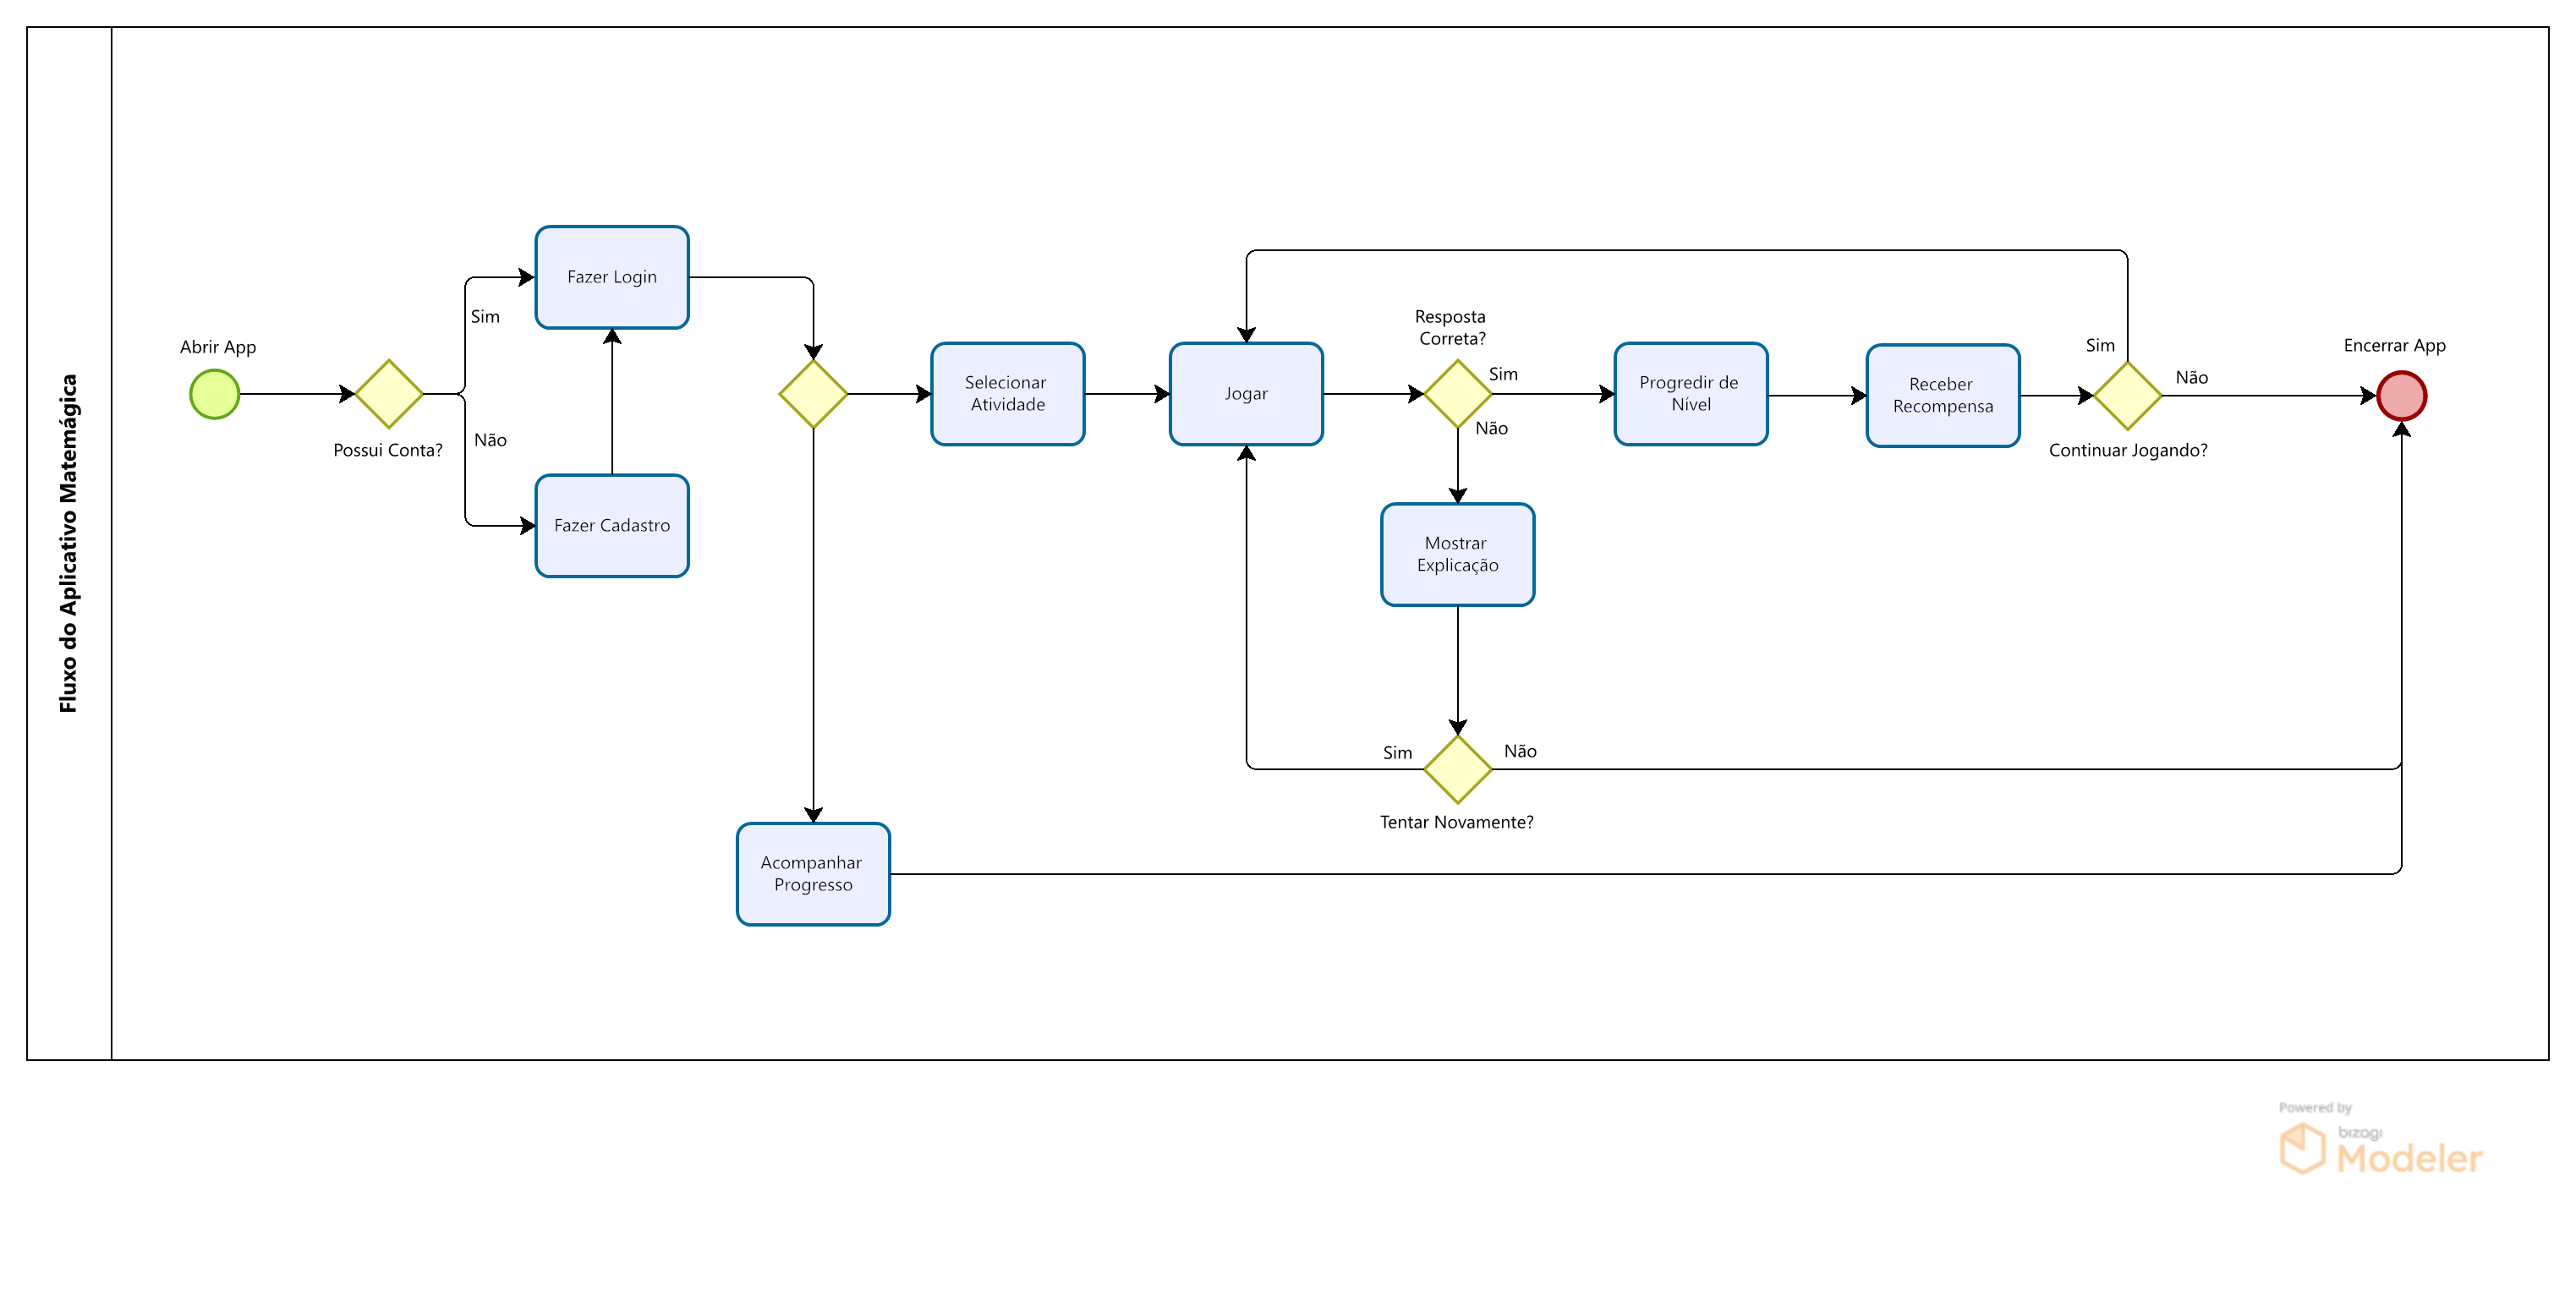 Fluxo do Aplicativo Matemágica
Abrir App
Possui Conta?
Sim
Não
Fazer Login
Fazer Cadastro
Selecionar
Atividade
Jogar
Resposta
Correta?
Sim
Não
Progredir de
Nível
Receber
Recompensa
Sim
Não
Continuar Jogando?
Encerrar App
Mostrar
Explicação
Sim
Não
Tentar Novamente?
Acompanhar
Progresso
Powered by
bizagi
Modeler